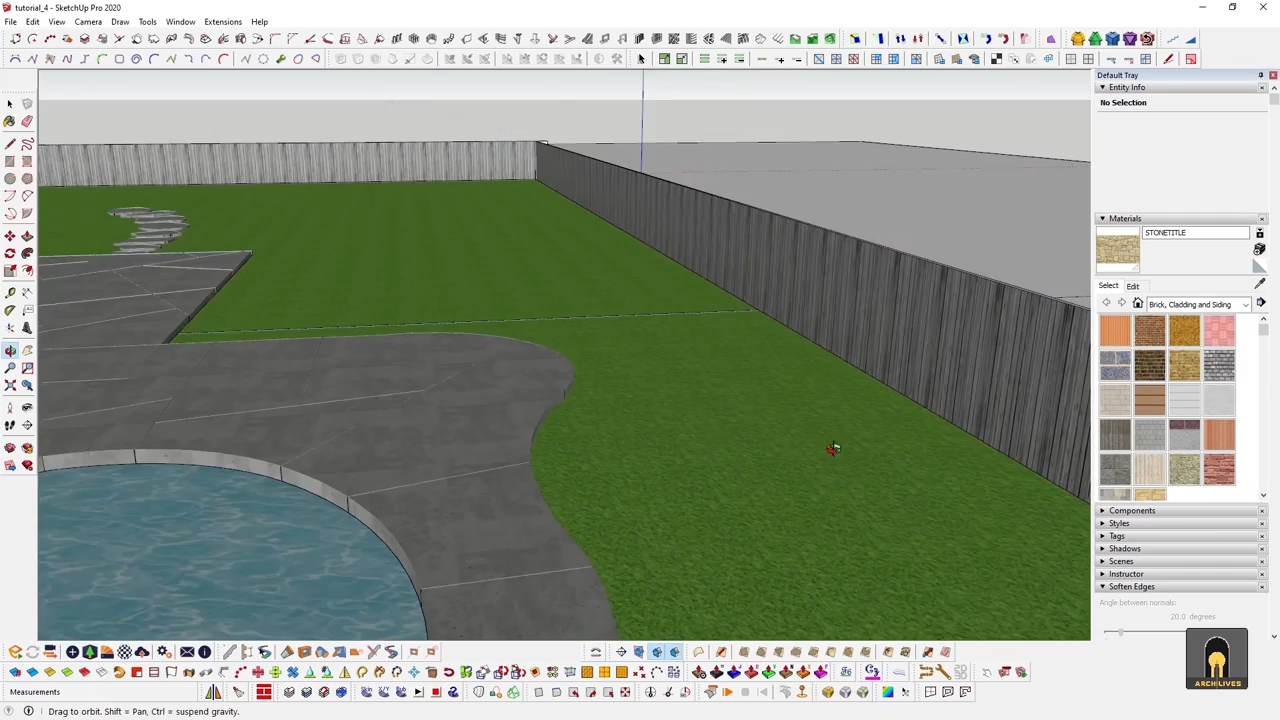 tutorial_4 - SketchUp Pro 2020
File Edit View Camera Draw Tools Window Extensions Help
Default Tray
Entity Info
No Selection
Materials
STONETITLE
Select Edit
Brick, Cladding and Siding
Components
Styles
Tags
Shadows
Scenes
Instructor
Soften Edges
Angle between normals:
20.0 degrees
ARCHLIVES
Measurements
Drag to orbit. Shift = Pan, Ctrl = suspend gravity.